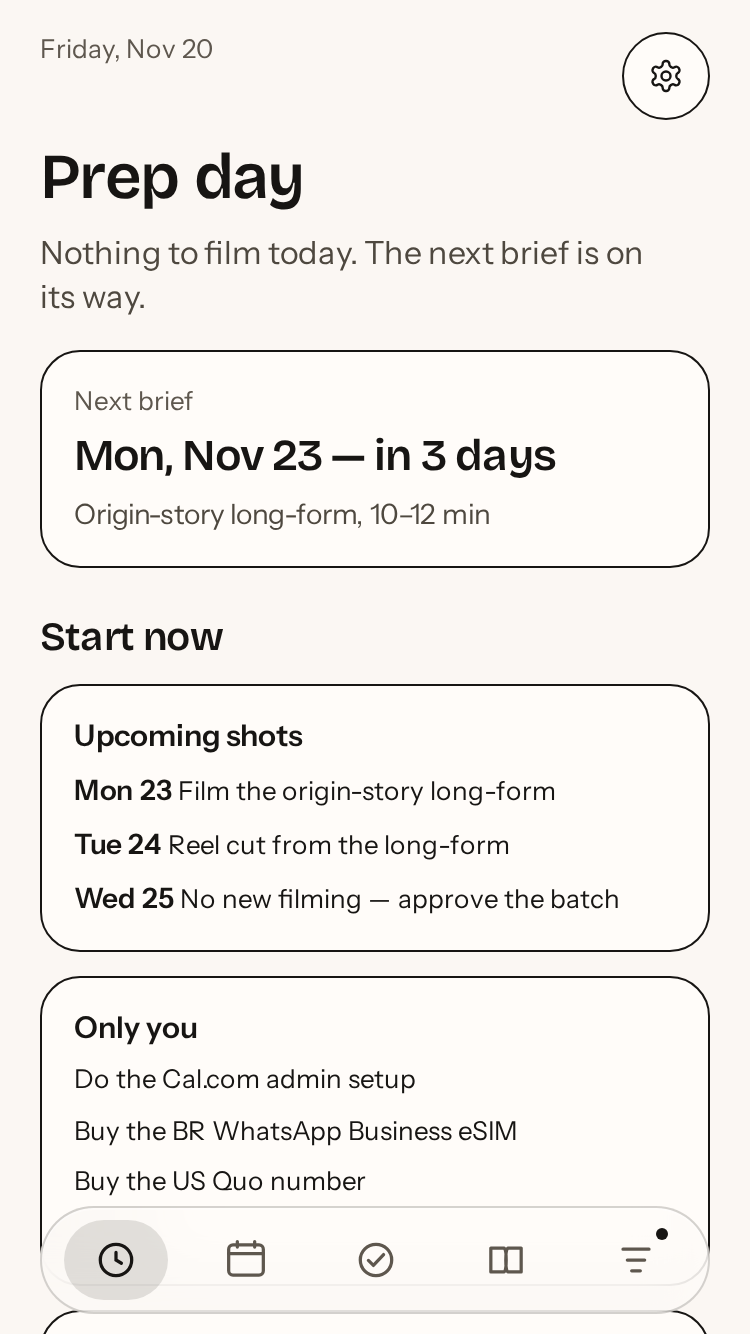 Friday, Nov 20
Prep day
Nothing to film today. The next brief is on
its way.
Next brief
Mon, Nov 23 — in 3 days
Origin-story long-form, 10–12 min
Start now
Upcoming shots
Mon 23 Film the origin-story long-form
Tue 24 Reel cut from the long-form
Wed 25 No new filming — approve the batch
Only you
Do the Cal.com admin setup
Buy the BR WhatsApp Business eSIM
Buy the US Quo number